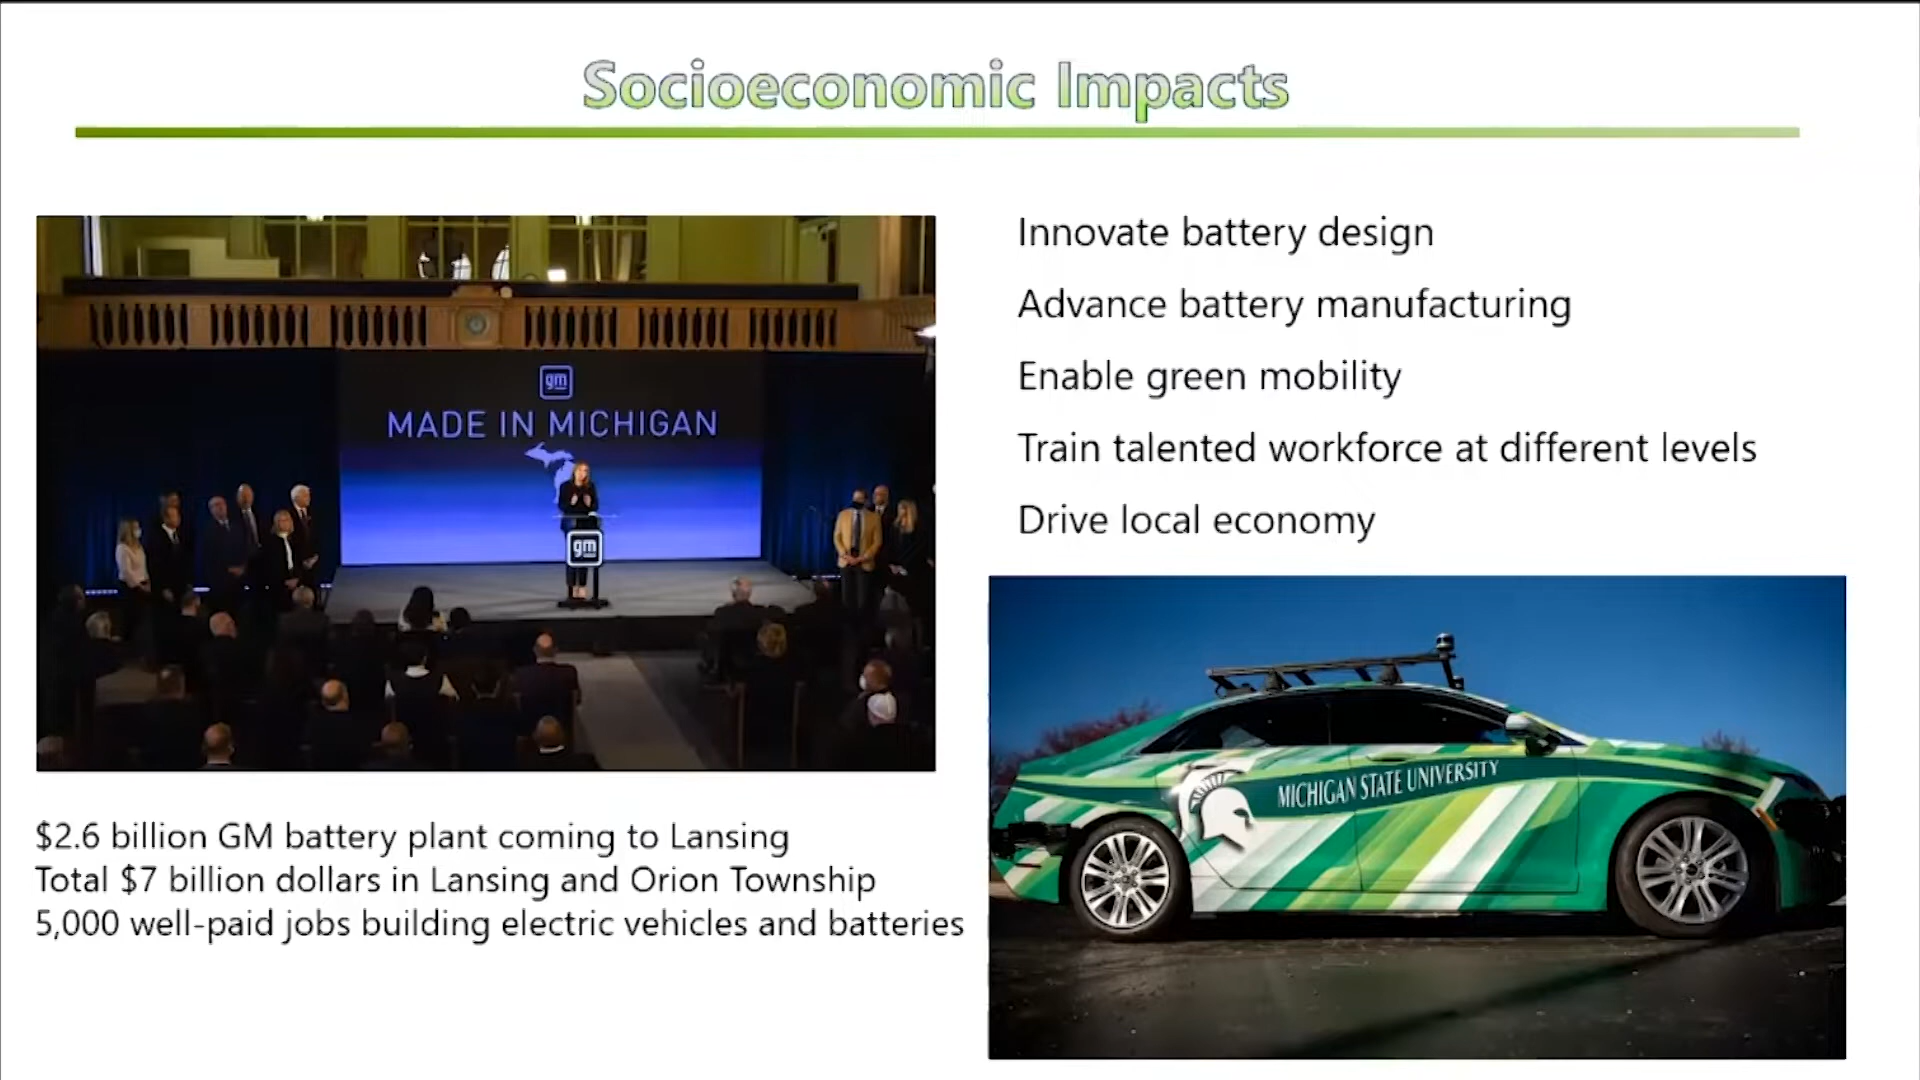 Socioeconomic Impacts
gm
MADE IN MICHIGAN
gm
$2.6 billion GM battery plant coming to Lansing
Total $7 billion dollars in Lansing and Orion Township
5,000 well-paid jobs building electric vehicles and batteries
Innovate battery design
Advance battery manufacturing
Enable green mobility
Train talented workforce at different levels
Drive local economy
MICHIGAN STATE UNIVERSITY